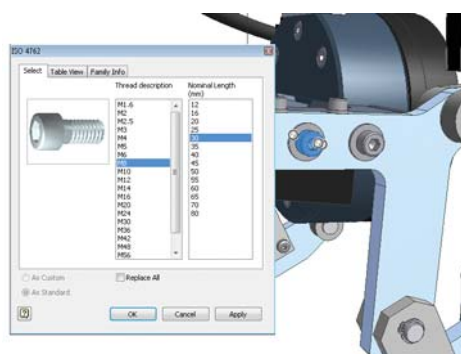 ISO 4762
Select Table View Family Info
Thread description
Nominal Length
(mm)
M1.6
M2
M2.5
M3
M4
M5
M6
M8
M10
M12
M14
M16
M20
M24
M30
M36
M42
M48
M56
12
16
20
25
30
35
40
45
50
55
60
65
70
80
As Custom
Replace All
As Standard
OK Cancel Apply